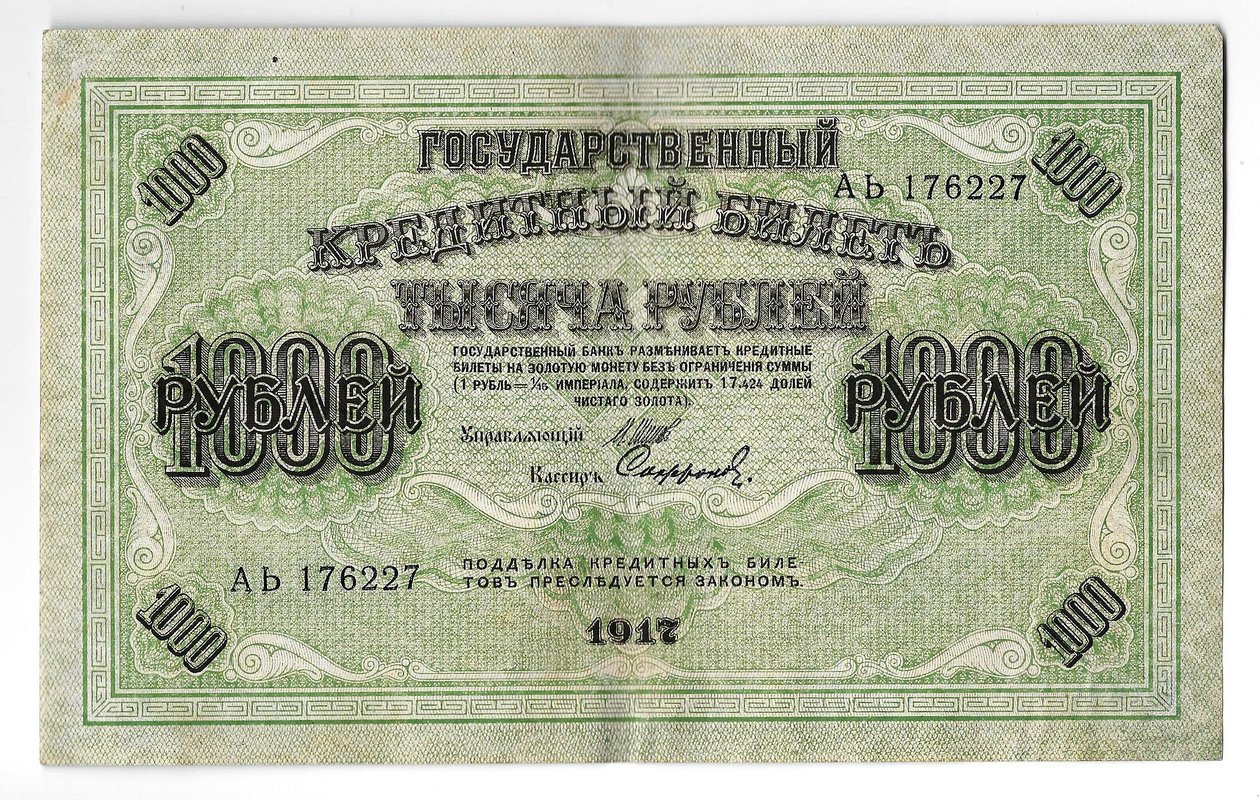 ГОСУДАРСТВЕННЫЙ
1000
1000
АЬ 176227
КРЕДИТНЫЙ БИЛЕТЪ
ТЫСЯЧА РУБЛЕЙ
1000
РУБЛЕЙ
1000
РУБЛЕЙ
ГОСУДАРСТВЕННЫЙ БАНКЪ РАЗМѢНИВАЕТЪ КРЕДИТНЫЕ
БИЛЕТЫ НА ЗОЛОТУЮ МОНЕТУ БЕЗЪ ОГРАНИЧЕНІЯ СУММЫ
(1 РУБЛЬ = 1/15 ИМПЕРІАЛА, СОДЕРЖИТЪ 17,424 ДОЛЕЙ
ЧИСТАГО ЗОЛОТА).
Управляющій
Кассиръ Софронов
АЬ 176227
ПОДДѢЛКА КРЕДИТНЫХЪ БИЛЕ-
ТОВЪ ПРЕСЛѢДУЕТСЯ ЗАКОНОМЪ.
1000
1917
1000